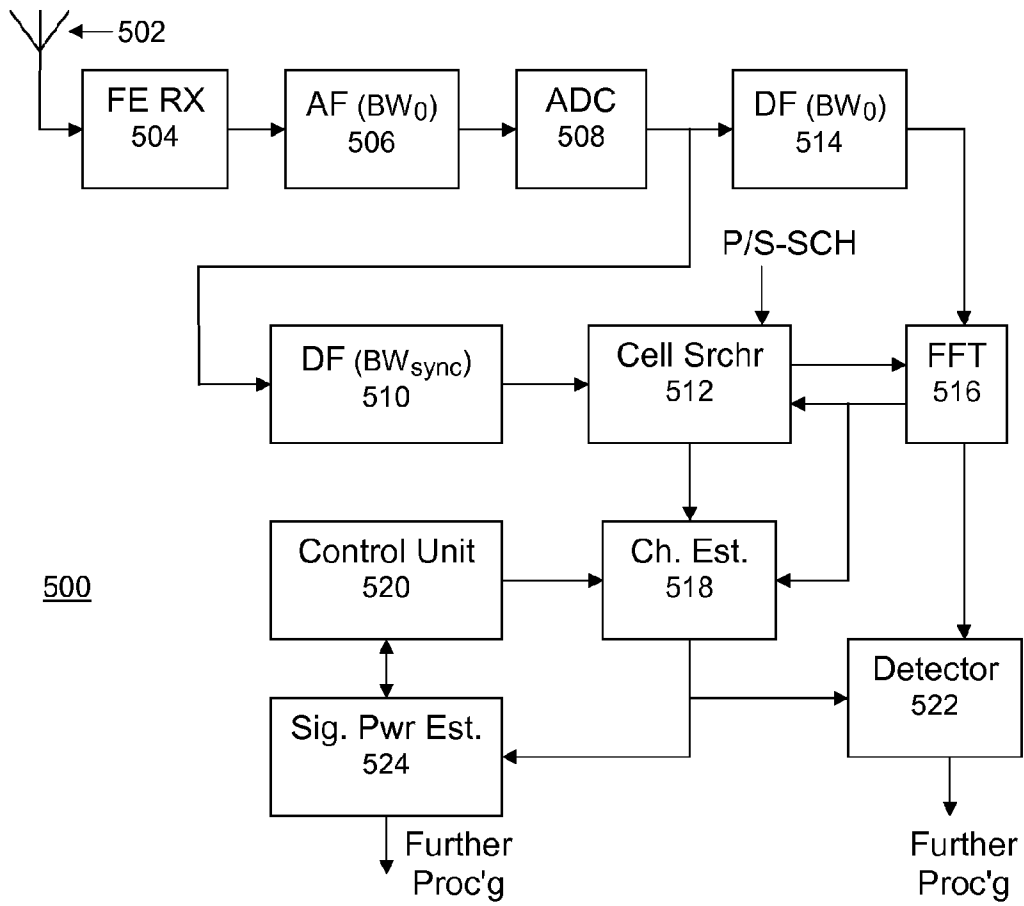 502
FE RX
504
AF (BW0)
506
ADC
508
DF (BW0)
514
P/S-SCH
DF (BWsync)
510
Cell Srchr
512
FFT
516
Control Unit
520
Ch. Est.
518
500
Detector
522
Sig. Pwr Est.
524
Further
Proc'g
Further
Proc'g